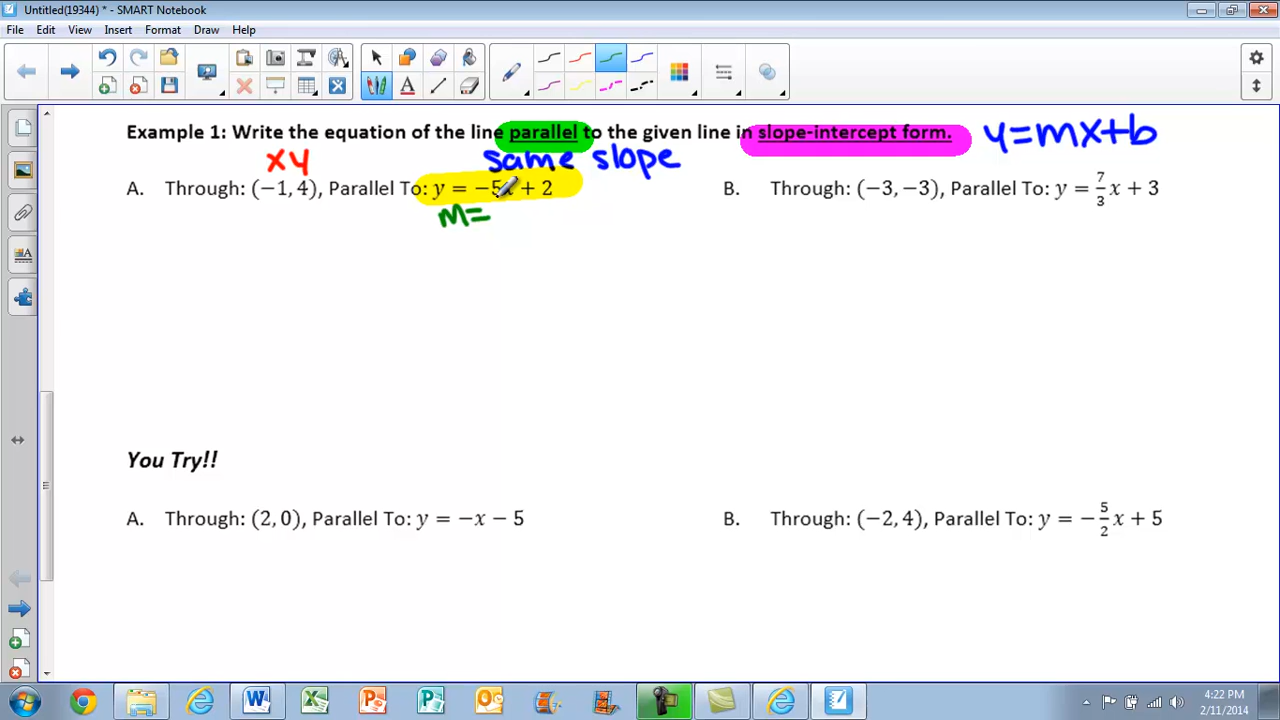 Untitled(19344) * - SMART Notebook
File Edit View Insert Format Draw Help
Example 1: Write the equation of the line parallel to the given line in slope-intercept form. y=mx+b
x y same slope
A. Through: (−1, 4), Parallel To: y = −5x + 2 B. Through: (−3, −3), Parallel To: y = 7/3 x + 3
m=
You Try!!
A. Through: (2, 0), Parallel To: y = −x − 5 B. Through: (−2, 4), Parallel To: y = −5/2 x + 5
4:22 PM
2/11/2014